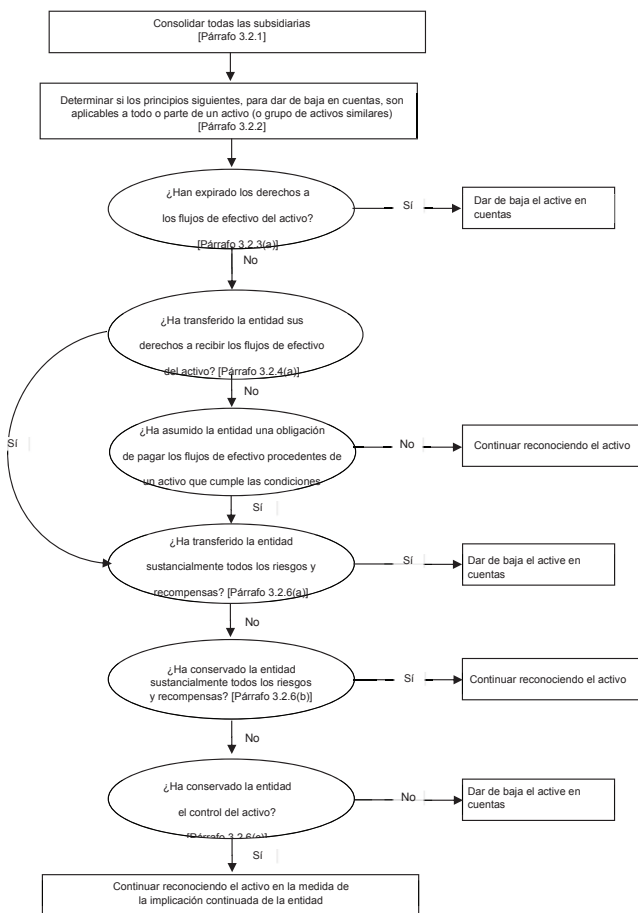 Consolidar todas las subsidiarias
[Párrafo 3.2.1]
Determinar si los principios siguientes, para dar de baja en cuentas, son
aplicables a todo o parte de un activo (o grupo de activos similares)
[Párrafo 3.2.2]
¿Han expirado los derechos a
los flujos de efectivo del activo?
[Párrafo 3.2.3(a)]
Sí
Dar de baja el active en
cuentas
No
¿Ha transferido la entidad sus
derechos a recibir los flujos de efectivo
del activo? [Párrafo 3.2.4(a)]
No
Sí
¿Ha asumido la entidad una obligación
de pagar los flujos de efectivo procedentes de
un activo que cumple las condiciones
No
Continuar reconociendo el activo
Sí
¿Ha transferido la entidad
sustancialmente todos los riesgos y
recompensas? [Párrafo 3.2.6(a)]
Sí
Dar de baja el active en
cuentas
No
¿Ha conservado la entidad
sustancialmente todos los riesgos
y recompensas? [Párrafo 3.2.6(b)]
Sí
Continuar reconociendo el activo
No
¿Ha conservado la entidad
el control del activo?
[Párrafo
No
Dar de baja el active en
cuentas
Sí
Continuar reconociendo el activo en la medida de
la implicación continuada de la entidad